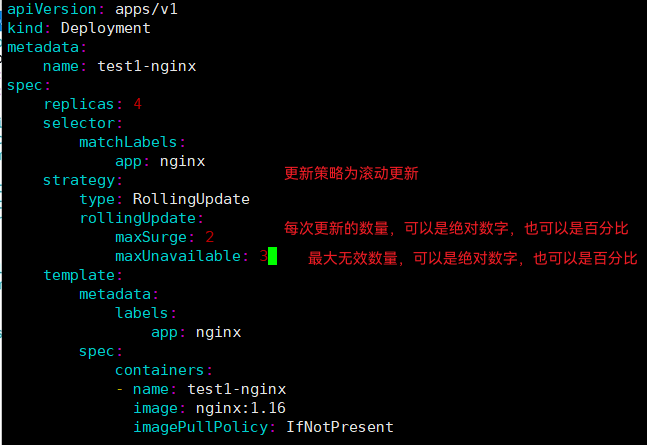 apiVersion: apps/v1
kind: Deployment
metadata:
    name: test1-nginx
spec:
    replicas: 4
    selector:
        matchLabels:
            app: nginx
    strategy:
更新策略为滚动更新
        type: RollingUpdate
        rollingUpdate:
            maxSurge: 2
每次更新的数量，可以是绝对数字，也可以是百分比
            maxUnavailable: 3
最大无效数量，可以是绝对数字，也可以是百分比
    template:
        metadata:
            labels:
                app: nginx
        spec:
            containers:
            - name: test1-nginx
              image: nginx:1.16
              imagePullPolicy: IfNotPresent